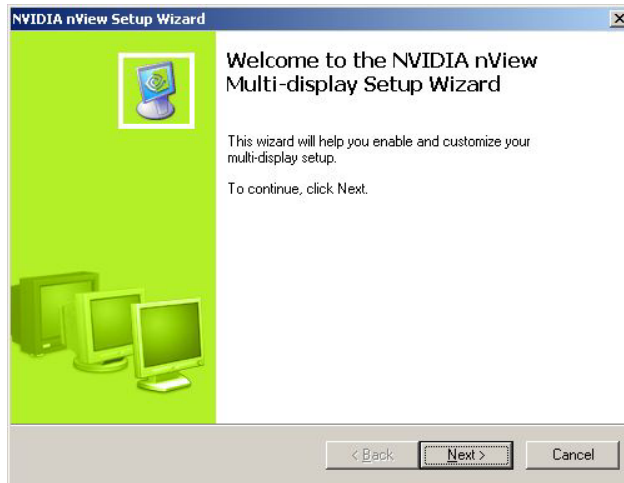 NVIDIA nView Setup Wizard
Welcome to the NVIDIA nView
Multi-display Setup Wizard
This wizard will help you enable and customize your
multi-display setup.
To continue, click Next.
< Back
Next >
Cancel